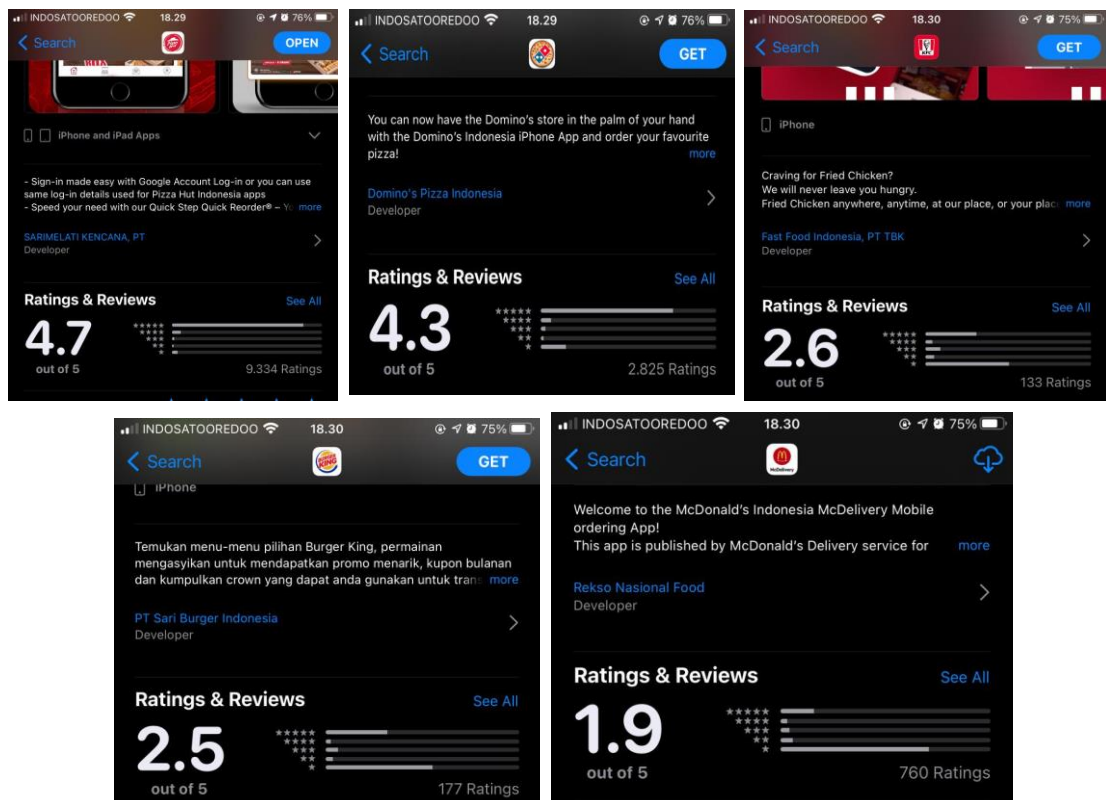 INDOSATOOREDOO 18.29 76%
Search OPEN
iPhone and iPad Apps
- Sign-in made easy with Google Account Log-in or you can use
same log-in details used for Pizza Hut Indonesia apps
- Speed your need with our Quick Step Quick Reorder® – more
SARIMELATI KENCANA, PT
Developer
Ratings & Reviews See All
4.7
out of 5
9.334 Ratings
INDOSATOOREDOO 18.29 76%
Search GET
You can now have the Domino's store in the palm of your hand
with the Domino's Indonesia iPhone App and order your favourite
pizza! more
Domino's Pizza Indonesia
Developer
Ratings & Reviews See All
4.3
out of 5
2.825 Ratings
INDOSATOOREDOO 18.30 75%
Search KFC GET
iPhone
Craving for Fried Chicken?
We will never leave you hungry.
Fried Chicken anywhere, anytime, at our place, or your plac more
Fast Food Indonesia, PT TBK
Developer
Ratings & Reviews See All
2.6
out of 5
133 Ratings
INDOSATOOREDOO 18.30 75%
Search BURGER KING GET
iPhone
Temukan menu-menu pilihan Burger King, permainan
mengasyikan untuk mendapatkan promo menarik, kupon bulanan
dan kumpulkan crown yang dapat anda gunakan untuk trans more
PT Sari Burger Indonesia
Developer
Ratings & Reviews See All
2.5
out of 5
177 Ratings
INDOSATOOREDOO 18.30 75%
Search McDelivery
Welcome to the McDonald's Indonesia McDelivery Mobile
ordering App!
This app is published by McDonald's Delivery service for more
Rekso Nasional Food
Developer
Ratings & Reviews See All
1.9
out of 5
760 Ratings